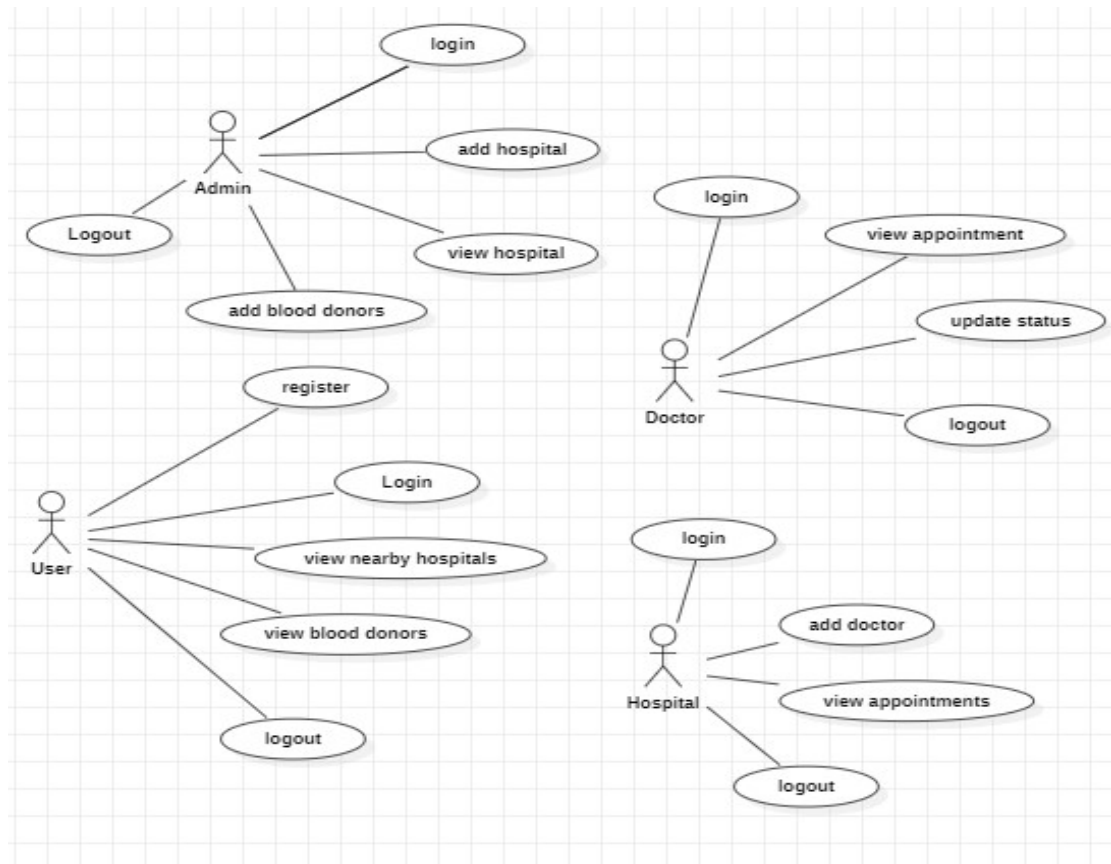 login
add hospital
Admin
Logout
view hospital
add blood donors
login
view appointment
update status
Doctor
logout
register
Login
view nearby hospitals
User
view blood donors
logout
login
add doctor
Hospital
view appointments
logout